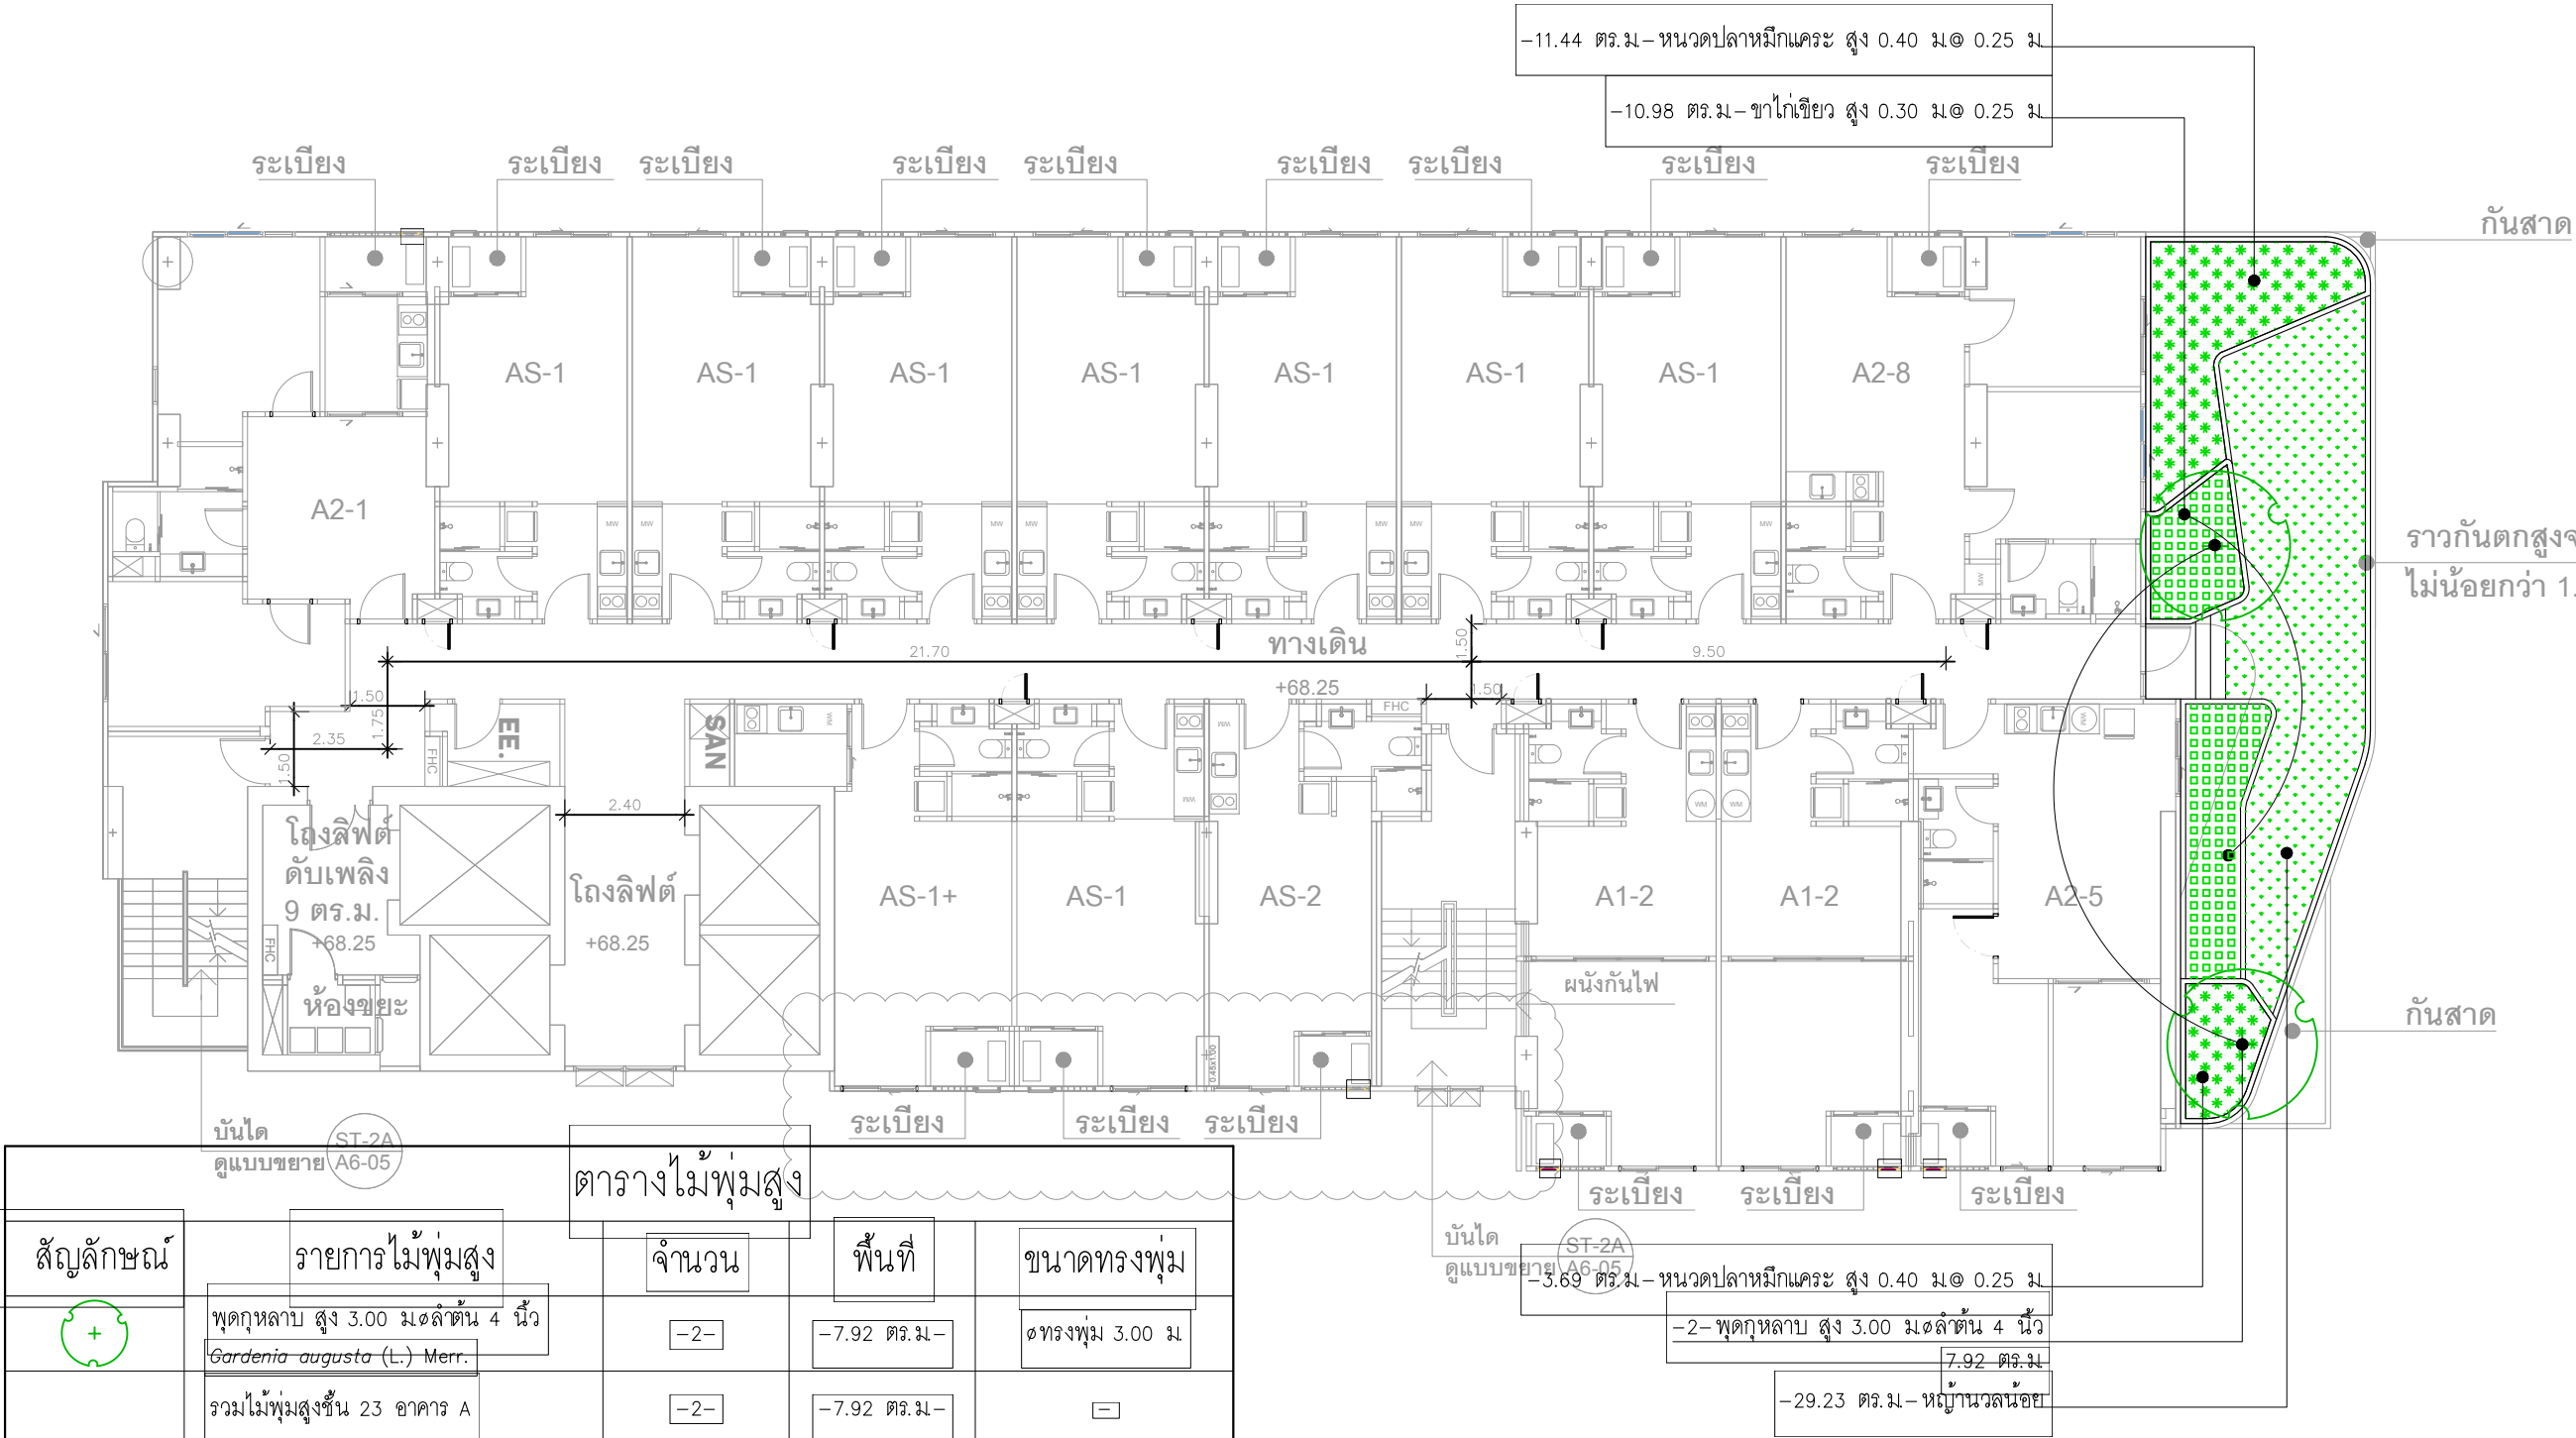 -11.44 ตร.ม.-หนวดปลาหมึกแคระ สูง 0.40 ม.@ 0.25 ม.
-10.98 ตร.ม.-ขาไก่เขียว สูง 0.30 ม.@ 0.25 ม.
ระเบียง ระเบียง ระเบียง ระเบียง ระเบียง ระเบียง ระเบียง ระเบียง ระเบียง
กันสาด
AS-1 AS-1 AS-1 AS-1 AS-1 AS-1 AS-1 A2-8
A2-1
MW MW MW MW MW MW MW MW
ราวกันตกสูง
ไม่น้อยกว่า 1.
21.70 ทางเดิน 1.50 9.50
+68.25
1.50 1.75 1.50
2.35 1.50
FHC EE. SAN WM WM FHC WM
2.40
WM WM WM
โถงลิฟต์
ดับเพลิง
9 ตร.ม.
+68.25
โถงลิฟต์
+68.25
FHC
AS-1+ AS-1 AS-2 A1-2 A1-2 A2-5
ห้องขยะ
ผนังกันไฟ
กันสาด
0.45x1.00
ระเบียง ระเบียง ระเบียง
บันได
ดูแบบขยาย
ST-2A
A6-05
ระเบียง ระเบียง ระเบียง
บันได
ดูแบบขยาย
ST-2A
A6-05
-3.69 ตร.ม.-หนวดปลาหมึกแคระ สูง 0.40 ม.@ 0.25 ม.
-2-พุดกุหลาบ สูง 3.00 ม.øลำต้น 4 นิ้ว
7.92 ตร.ม.
-29.23 ตร.ม.-หญ้านวลน้อย
ตารางไม้พุ่มสูง
สัญลักษณ์ รายการไม้พุ่มสูง จำนวน พื้นที่ ขนาดทรงพุ่ม
พุดกุหลาบ สูง 3.00 ม.øลำต้น 4 นิ้ว -2- -7.92 ตร.ม.- øทรงพุ่ม 3.00 ม.
Gardenia augusta (L.) Merr.
รวมไม้พุ่มสูงชั้น 23 อาคาร A -2- -7.92 ตร.ม.- -